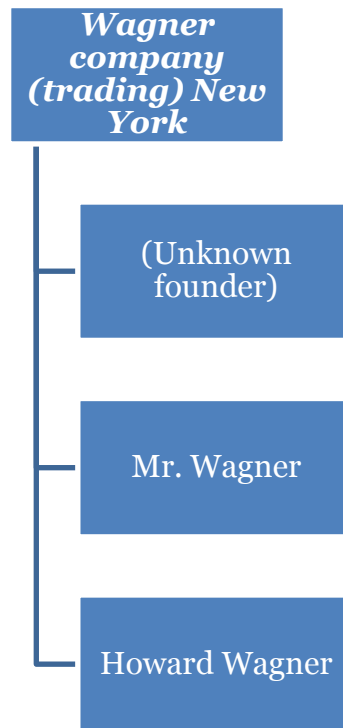 Wagner
company
(trading) New
York
(Unknown
founder)
Mr. Wagner
Howard Wagner